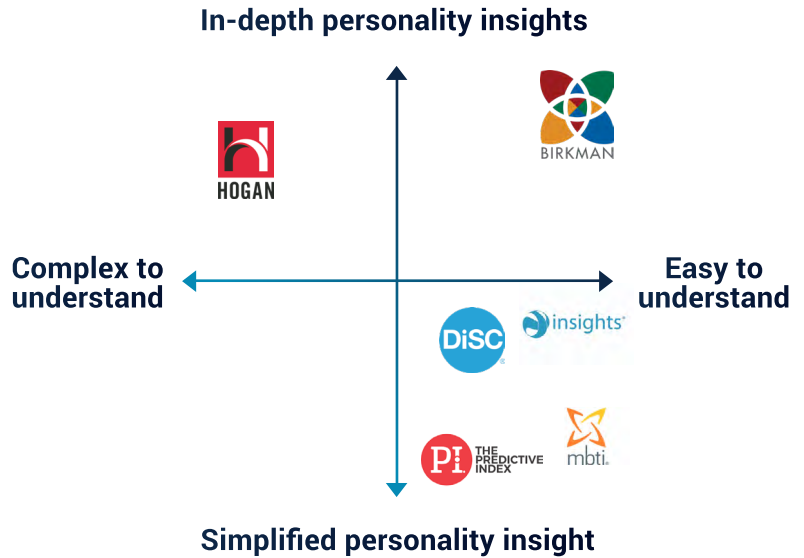 In-depth personality insights
BIRKMAN
HOGAN
Complex to
understand
Easy to
understand
DiSC
insights
PI.
THE
PREDICTIVE
INDEX
mbti®
Simplified personality insight